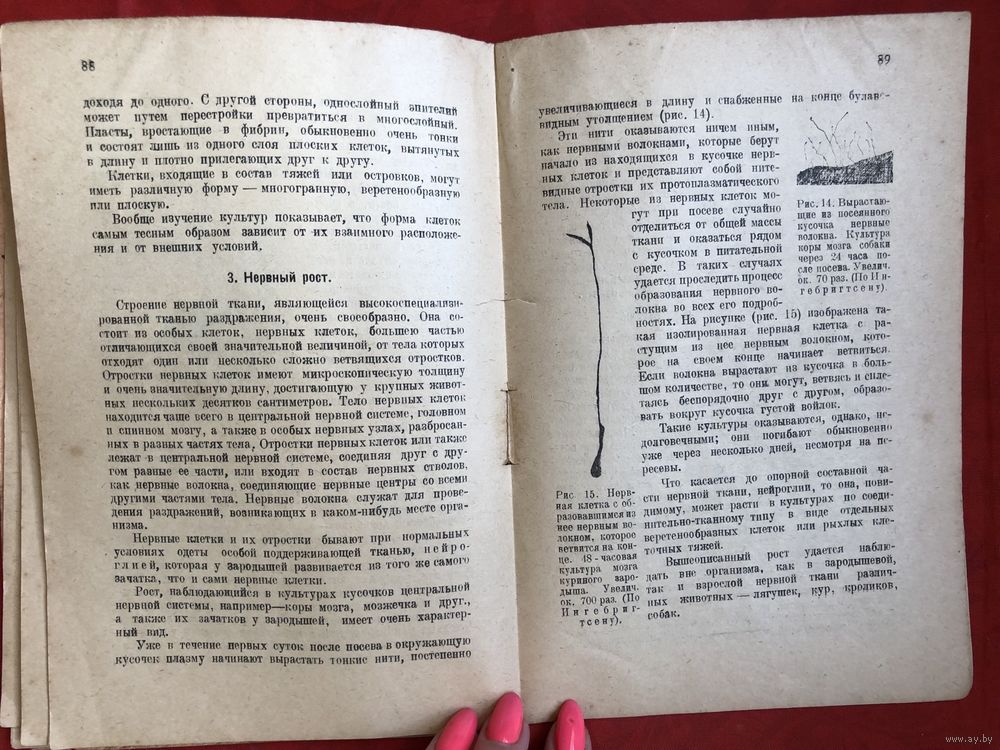 88
доходя до одного. С другой стороны, однослойный эпителий
может путем перестройки превратиться в многослойный.
Пласты, вростающие в фибрин, обыкновенно очень тонки
и состоят лишь из одного слоя плоских клеток, вытянутых
в длину и плотно прилегающих друг к другу.
Клетки, входящие в состав тяжей или островков, могут
иметь различную форму — многогранную, веретенообразную
или плоскую.
Вообще изучение культур показывает, что форма клеток
самым тесным образом зависит от их взаимного расположе-
ния и от внешних условий.
3. Нервный рост.
Строение нервной ткани, являющейся высокоспециализи-
рованной тканью раздражения, очень своеобразно. Она со-
стоит из особых клеток, нервных клеток, большею частью
отличающихся своей значительной величиной, от тела которых
отходят один или несколько сложно ветвящихся отростков.
Отростки нервных клеток имеют микроскопическую толщину
и очень значительную длину, достигающую у крупных живот-
ных нескольких десятков сантиметров. Тело нервных клеток
находится чаще всего в центральной нервной системе, головном
и спинном мозгу, а также в особых нервных узлах, разбросан-
ных в разных частях тела. Отростки нервных клеток или также
лежат в центральной нервной системе, соединяя друг с дру-
гом разные ее части, или входят в состав нервных стволов,
как нервные волокна, соединяющие нервные центры со всеми
другими частями тела. Нервные волокна служат для прове-
дения раздражений, возникающих в каком-нибудь месте орга-
низма.
Нервные клетки и их отростки бывают при нормальных
условиях одеты особой поддерживающей тканью, нейро-
глией, которая у зародышей развивается из того же самого
зачатка, что и сами нервные клетки.
Рост, наблюдающийся в культурах кусочков центральной
нервной системы, например—коры мозга, мозжечка и друг.,
а также их зачатков у зародышей, имеет очень характер-
ный вид.
Уже в течение первых суток после посева в окружающую
кусочек плазму начинают вырастать тонкие нити, постепенно
89
увеличивающиеся в длину и снабженные на конце булаво-
видным утолщением (рис. 14).
Эти нити оказываются ничем иным,
как нервными волокнами, которые берут
начало из находящихся в кусочке нерв-
ных клеток и представляют собой ните-
видные отростки их протоплазматического
тела. Некоторые из нервных клеток мо-
гут при посеве случайно
отделиться от общей массы
ткани и оказаться рядом
с кусочком в питательной
среде. В таких случаях
удается проследить процесс
образования нервного во-
локна во всех его подроб-
ностях. На рисунке (рис. 15) изображена та-
кая изолированная нервная клетка с ра-
стущим из нее нервным волокном, кото-
рое на своем конце начинает ветвиться.
Если волокна вырастают из кусочка в боль-
шом количестве, то они могут, ветвясь и спле-
таясь беспорядочно друг с другом, образо-
вать вокруг кусочка густой войлок.
Такие культуры оказываются, однако, не-
долговечными; они погибают обыкновенно
уже через несколько дней, несмотря на пе-
ресевы.
Что касается до опорной составной ча-
сти нервной ткани, нейроглии, то она, пови-
димому, может расти в культурах по соеди-
нительно-тканному типу в виде отдельных
веретенообразных клеток или рыхлых кле-
точных тяжей.
Вышеописанный рост удается наблю-
дать вне организма, как в зародышевой,
так и взрослой нервной ткани различ-
ных животных — лягушек, кур, кроликов,
собак.
Рис. 14. Вырастаю-
щие из посеянного
кусочка нервные
волокна. Культура
коры мозга собаки
через 24 часа по-
сле посева. Увелич.
ок. 70 раз. (По Ин-
гебригтсену).
Рис 15. Нерв-
ная клетка с об-
разовавшимся из
нее нервным во-
локном, которое
ветвится на кон-
це. 48-часовая
культура мозга
куриного заро-
дыша. Увелич.
ок. 700 раз. (По
Ингебриг-
тсену).
www.ay.by